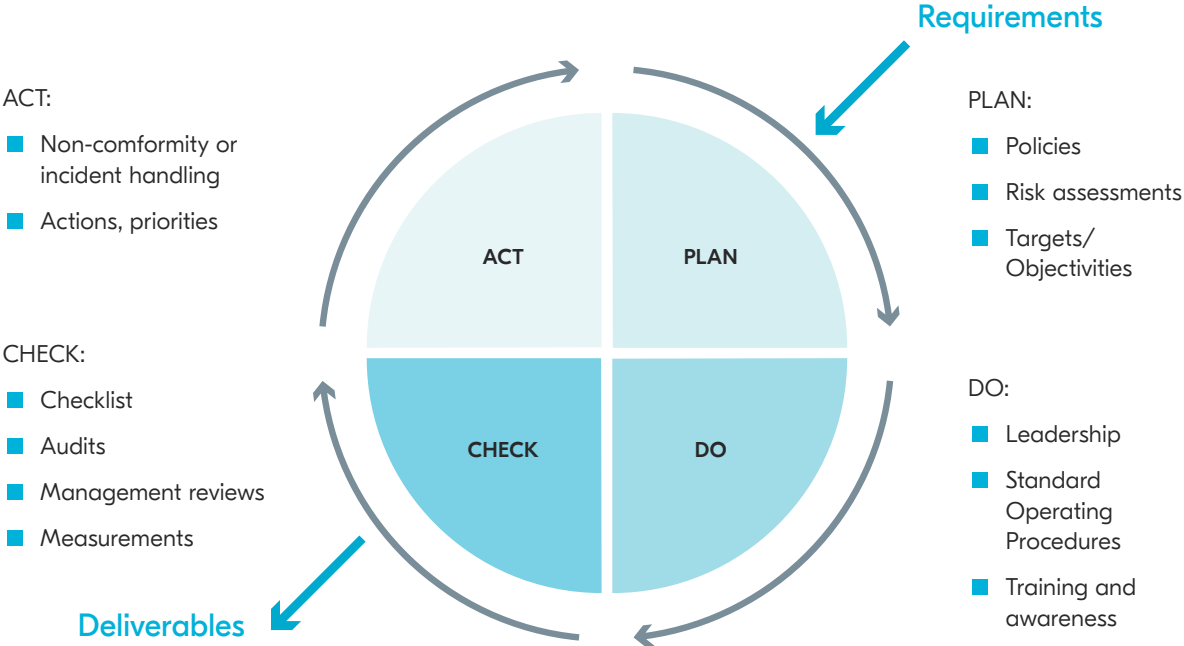 Requirements
ACT:
Non-comformity or
incident handling
Actions, priorities
PLAN:
Policies
Risk assessments
Targets/
Objectivities
ACT
PLAN
CHECK
DO
CHECK:
Checklist
Audits
Management reviews
Measurements
DO:
Leadership
Standard
Operating
Procedures
Training and
awareness
Deliverables